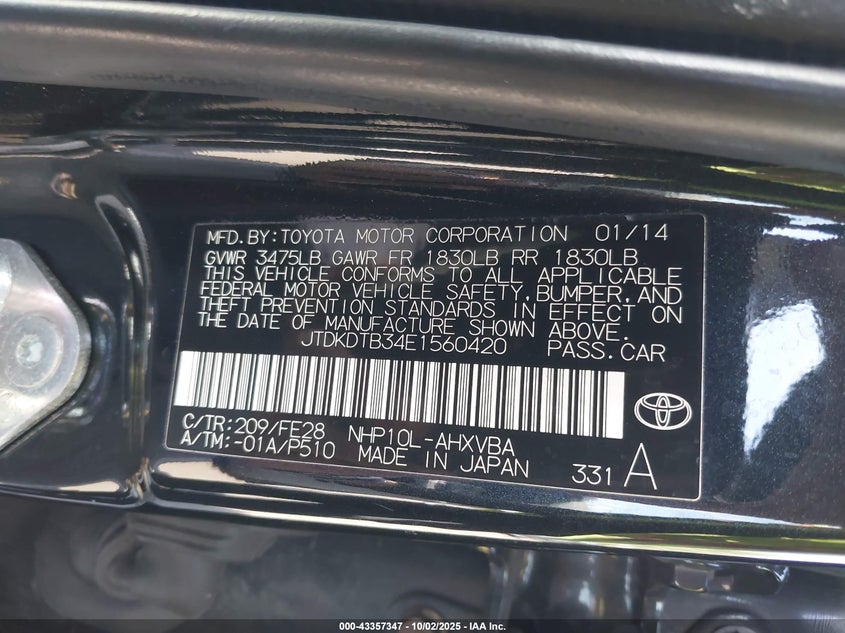 MFD. BY: TOYOTA MOTOR CORPORATION 01/14
GVWR 3475LB GAWR FR 1830LB RR 1830LB
THIS VEHICLE CONFORMS TO ALL APPLICABLE
FEDERAL MOTOR VEHICLE SAFETY, BUMPER, AND
THEFT PREVENTION STANDARDS IN EFFECT ON
THE DATE OF MANUFACTURE SHOWN ABOVE.
JTDKDTB34E1560420 PASS. CAR
C/TR: 209/FE28 NHP10L-AHXVBA
A/TM: -01A/P510 MADE IN JAPAN
331 A
000-43357347 - 10/02/2025 - IAA Inc.